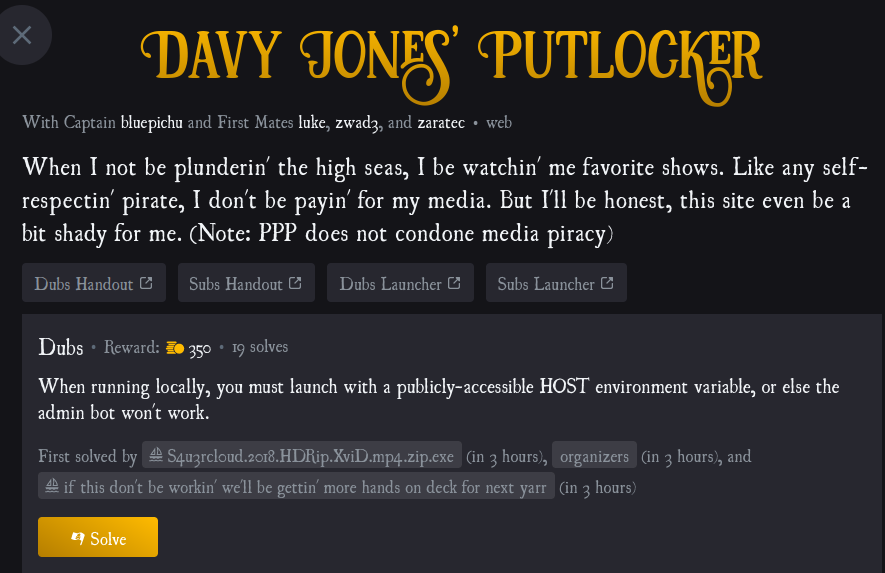 DAVY JONES' PUTLOCKER
With Captain bluepichu and First Mates luke, zwad3, and zaratec • web
When I not be plunderin' the high seas, I be watchin' me favorite shows. Like any self-
respectin' pirate, I don't be payin' for my media. But I'll be honest, this site even be a
bit shady for me. (Note: PPP does not condone media piracy)
Dubs Handout Subs Handout Dubs Launcher Subs Launcher
Dubs • Reward: 350 • 19 solves
When running locally, you must launch with a publicly-accessible HOST environment variable, or else the
admin bot won't work.
First solved by S4u3rcl0ud.2018.HDRip.XviD.mp4.zip.exe (in 3 hours), organizers (in 3 hours), and
if this don't be workin' we'll be gettin' more hands on deck for next yarr (in 3 hours)
Solve